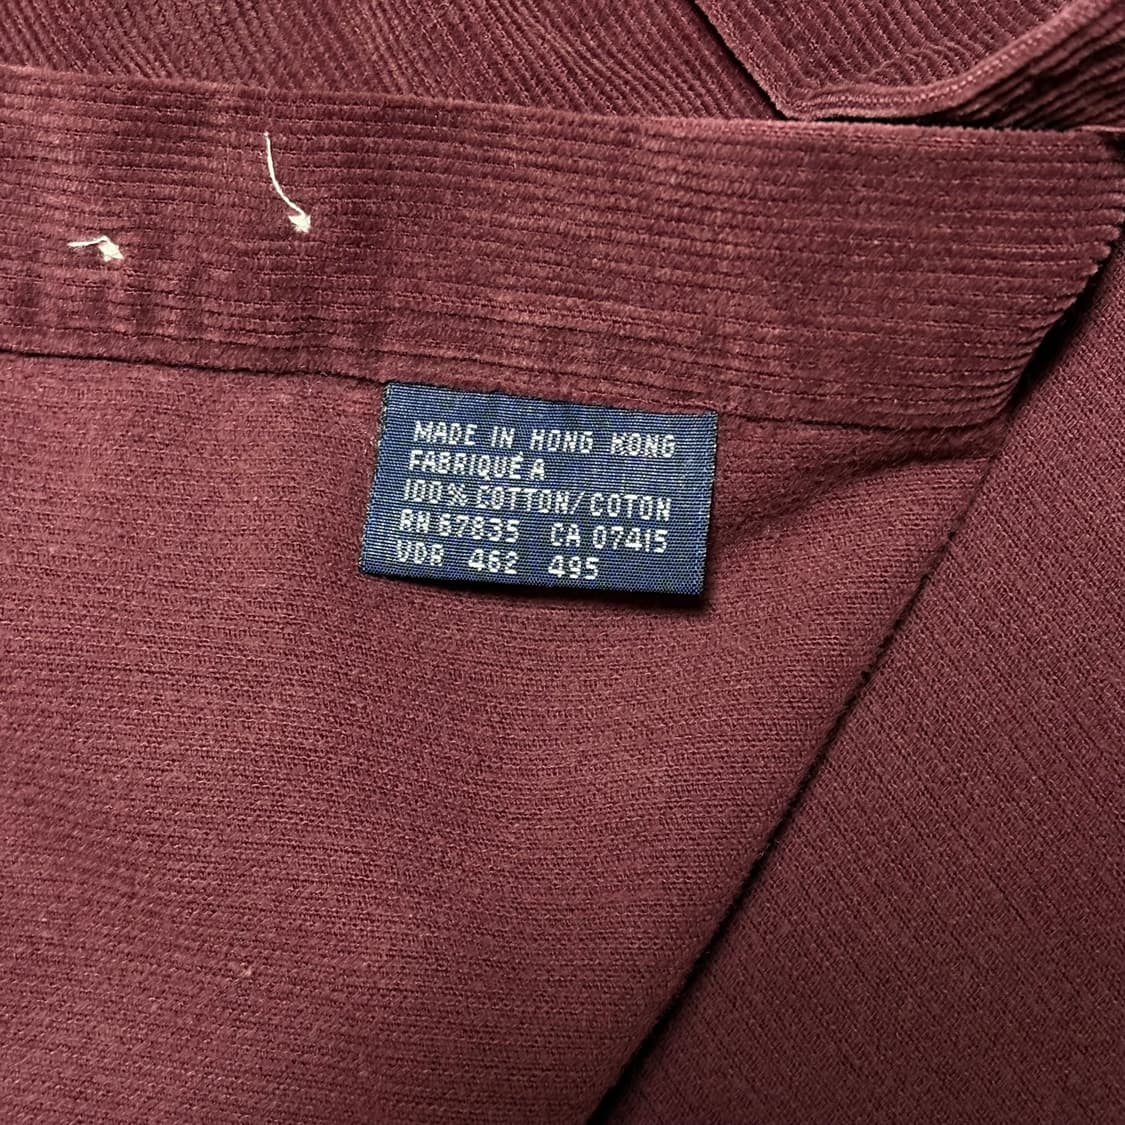 MADE IN HONG KONG
FABRIQUÉ A
100% COTTON/COTON
RN 67835 CA 07415
VDR 462 495